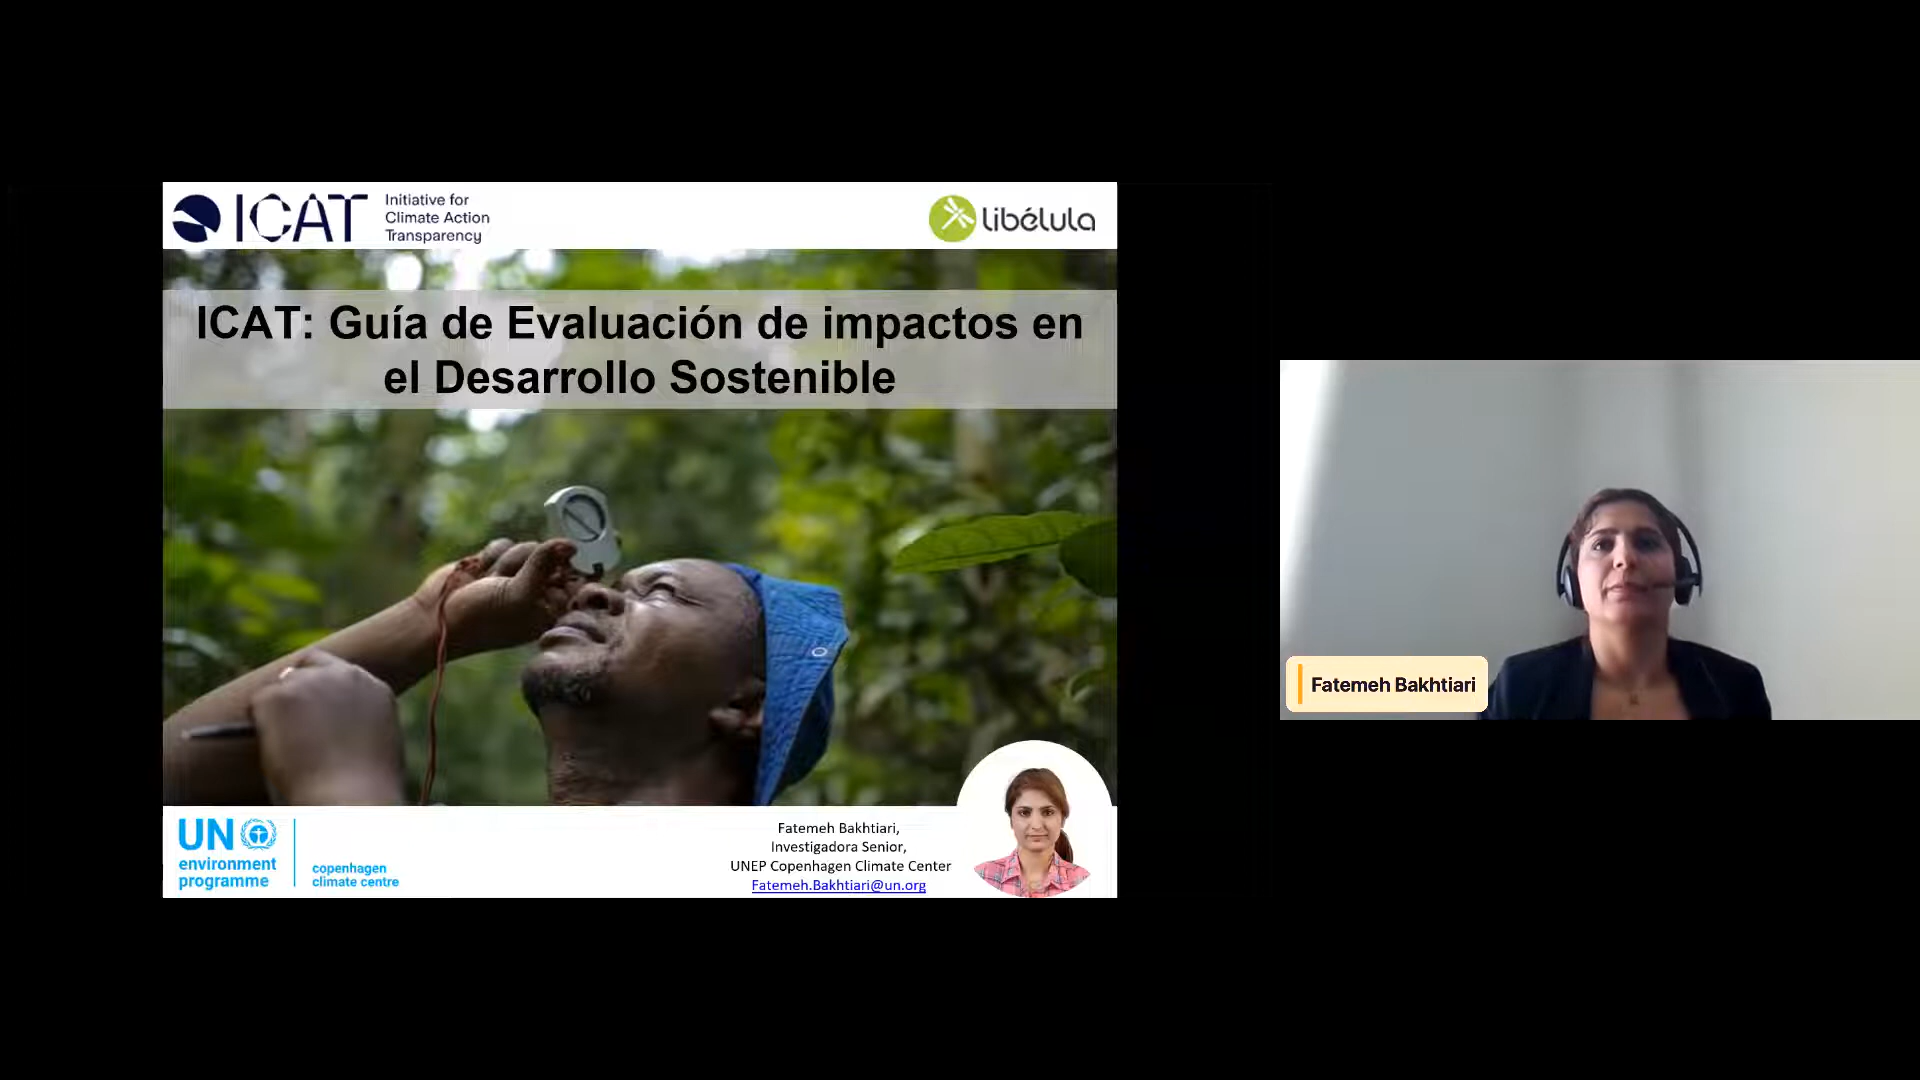 ICAT
Initiative for
Climate Action
Transparency
libélula
ICAT: Guía de Evaluación de impactos en
el Desarrollo Sostenible
UN
environment
programme
copenhagen
climate centre
Fatemeh Bakhtiari,
Investigadora Senior,
UNEP Copenhagen Climate Center
Fatemeh.Bakhtiari@un.org
Fatemeh Bakhtiari